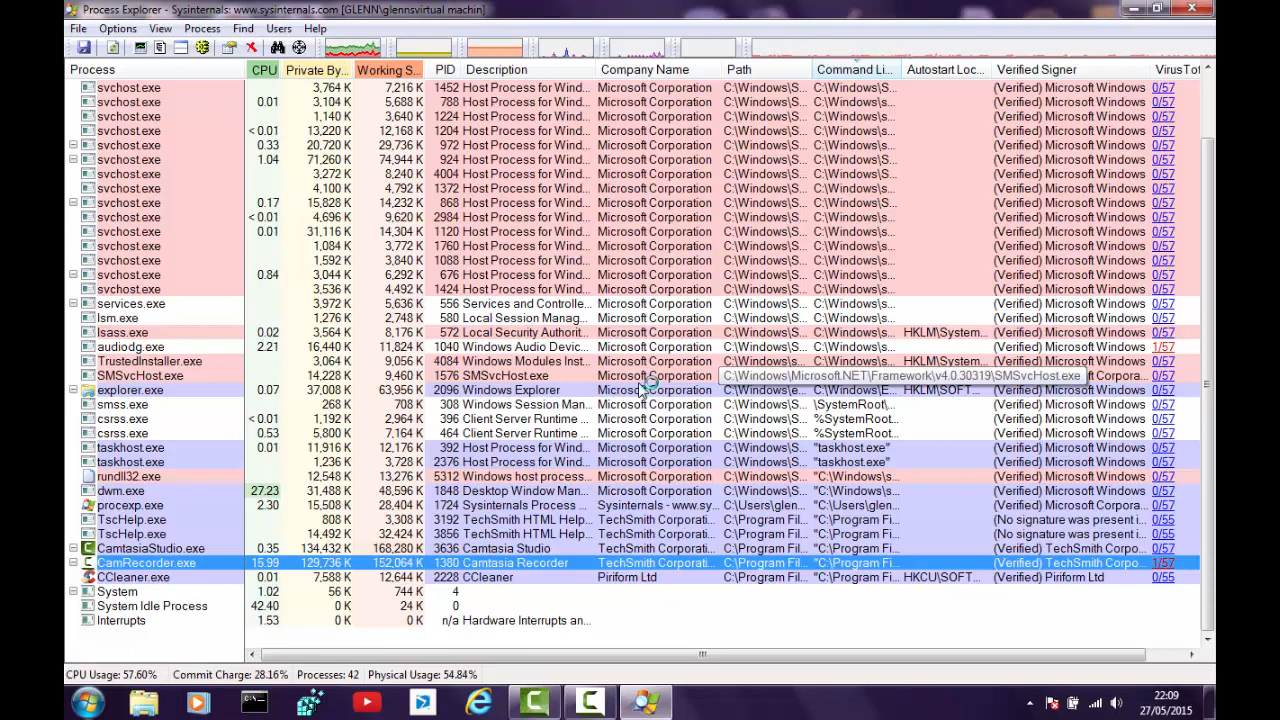 Process Explorer - Sysinternals: www.sysinternals.com [GLENN\glennsvirtual machin]
File Options View Process Find Users Help
Process CPU Private By... Working S... PID Description Company Name Path Command Li... Autostart Loc... Verified Signer VirusTot
svchost.exe 3,764 K 7,216 K 1452 Host Process for Wind... Microsoft Corporation C:\Windows\S... C:\Windows\s... (Verified) Microsoft Windows 0/57
svchost.exe 0.01 3,104 K 5,688 K 788 Host Process for Wind... Microsoft Corporation C:\Windows\S... C:\Windows\s... (Verified) Microsoft Windows 0/57
svchost.exe 1,140 K 3,640 K 1224 Host Process for Wind... Microsoft Corporation C:\Windows\S... C:\Windows\s... (Verified) Microsoft Windows 0/57
svchost.exe < 0.01 13,220 K 12,168 K 1204 Host Process for Wind... Microsoft Corporation C:\Windows\S... C:\Windows\s... (Verified) Microsoft Windows 0/57
svchost.exe 0.33 20,720 K 29,736 K 972 Host Process for Wind... Microsoft Corporation C:\Windows\S... C:\Windows\s... (Verified) Microsoft Windows 0/57
svchost.exe 1.04 71,260 K 74,944 K 924 Host Process for Wind... Microsoft Corporation C:\Windows\S... C:\Windows\s... (Verified) Microsoft Windows 0/57
svchost.exe 3,272 K 8,240 K 4004 Host Process for Wind... Microsoft Corporation C:\Windows\S... C:\Windows\s... (Verified) Microsoft Windows 0/57
svchost.exe 4,100 K 4,792 K 1372 Host Process for Wind... Microsoft Corporation C:\Windows\S... C:\Windows\s... (Verified) Microsoft Windows 0/57
svchost.exe 0.17 15,828 K 14,232 K 868 Host Process for Wind... Microsoft Corporation C:\Windows\S... C:\Windows\s... (Verified) Microsoft Windows 0/57
svchost.exe < 0.01 4,696 K 9,620 K 2984 Host Process for Wind... Microsoft Corporation C:\Windows\S... C:\Windows\s... (Verified) Microsoft Windows 0/57
svchost.exe 0.01 31,116 K 14,304 K 1120 Host Process for Wind... Microsoft Corporation C:\Windows\S... C:\Windows\s... (Verified) Microsoft Windows 0/57
svchost.exe 1,084 K 3,772 K 1760 Host Process for Wind... Microsoft Corporation C:\Windows\S... C:\Windows\s... (Verified) Microsoft Windows 0/57
svchost.exe 1,592 K 3,840 K 1088 Host Process for Wind... Microsoft Corporation C:\Windows\S... C:\Windows\s... (Verified) Microsoft Windows 0/57
svchost.exe 0.84 3,044 K 6,292 K 676 Host Process for Wind... Microsoft Corporation C:\Windows\S... C:\Windows\s... (Verified) Microsoft Windows 0/57
svchost.exe 3,536 K 4,492 K 1424 Host Process for Wind... Microsoft Corporation C:\Windows\S... C:\Windows\s... (Verified) Microsoft Windows 0/57
services.exe 3,972 K 5,636 K 556 Services and Controlle... Microsoft Corporation C:\Windows\S... C:\Windows\s... (Verified) Microsoft Windows 0/57
lsm.exe 1,276 K 2,748 K 580 Local Session Manag... Microsoft Corporation C:\Windows\S... C:\Windows\s... (Verified) Microsoft Windows 0/57
lsass.exe 0.02 3,564 K 8,176 K 572 Local Security Authorit... Microsoft Corporation C:\Windows\S... C:\Windows\s... HKLM\System... (Verified) Microsoft Windows 0/57
audiodg.exe 2.21 16,440 K 11,824 K 1040 Windows Audio Devic... Microsoft Corporation C:\Windows\S... C:\Windows\s... (Verified) Microsoft Windows 1/57
TrustedInstaller.exe 3,064 K 9,056 K 4084 Windows Modules Inst... Microsoft Corporation C:\Windows\s... C:\Windows\s... HKLM\System... (Verified) Microsoft Windows 0/57
SMSvcHost.exe 14,228 K 9,460 K 1576 SMSvcHost.exe Microsoft Corporation C:\Windows\Microsoft.NET\Framework\v4.0.30319\SMSvcHost.exe ft Corpora... 0/57
explorer.exe 0.07 37,008 K 63,956 K 2096 Windows Explorer Microsoft Corporation C:\Windows\e... C:\Windows\E... HKLM\SOFT... (Verified) Microsoft Windows 0/57
smss.exe 268 K 708 K 308 Windows Session Man... Microsoft Corporation C:\Windows\S... \SystemRoot\... (Verified) Microsoft Windows 0/57
csrss.exe < 0.01 1,192 K 2,964 K 396 Client Server Runtime ... Microsoft Corporation C:\Windows\S... %SystemRoot... (Verified) Microsoft Windows 0/57
csrss.exe 0.53 5,800 K 7,164 K 464 Client Server Runtime ... Microsoft Corporation C:\Windows\S... %SystemRoot... (Verified) Microsoft Windows 0/57
taskhost.exe 0.01 11,916 K 12,176 K 392 Host Process for Wind... Microsoft Corporation C:\Windows\S... "taskhost.exe" (Verified) Microsoft Windows 0/57
taskhost.exe 1,236 K 3,728 K 2376 Host Process for Wind... Microsoft Corporation C:\Windows\S... "taskhost.exe" (Verified) Microsoft Windows 0/57
rundll32.exe 12,548 K 13,276 K 5312 Windows host process... Microsoft Corporation C:\Windows\S... "C:\Windows\s... (Verified) Microsoft Windows 0/57
dwm.exe 27.23 31,488 K 48,596 K 1848 Desktop Window Man... Microsoft Corporation C:\Windows\S... "C:\Windows\s... (Verified) Microsoft Windows 0/57
procexp.exe 2.30 15,508 K 28,404 K 1724 Sysinternals Process ... Sysinternals - www.sy... C:\Users\glen... "C:\Users\glen... (Verified) Microsoft Corpora... 0/57
TscHelp.exe 808 K 3,308 K 3192 TechSmith HTML Help... TechSmith Corporati... C:\Program Fil... "C:\Program Fi... (No signature was present i... 0/55
TscHelp.exe 14,492 K 32,424 K 3856 TechSmith HTML Help... TechSmith Corporati... C:\Program Fil... "C:\Program Fi... (No signature was present i... 0/55
CamtasiaStudio.exe 0.35 134,432 K 168,280 K 3636 Camtasia Studio TechSmith Corporati... C:\Program Fil... "C:\Program Fi... (Verified) TechSmith Corpo... 0/57
CamRecorder.exe 15.99 129,736 K 152,064 K 1380 Camtasia Recorder TechSmith Corporati... C:\Program Fil... "C:\Program Fi... (Verified) TechSmith Corpo... 1/57
CCleaner.exe 0.01 7,588 K 12,644 K 2228 CCleaner Piriform Ltd C:\Program Fil... "C:\Program Fi... HKCU\SOFT... (Verified) Piriform Ltd 0/55
System 1.02 56 K 744 K 4
System Idle Process 42.40 0 K 24 K 0
Interrupts 1.53 0 K 0 K n/a Hardware Interrupts an...
CPU Usage: 57.60% Commit Charge: 28.16% Processes: 42 Physical Usage: 54.84%
22:09
27/05/2015